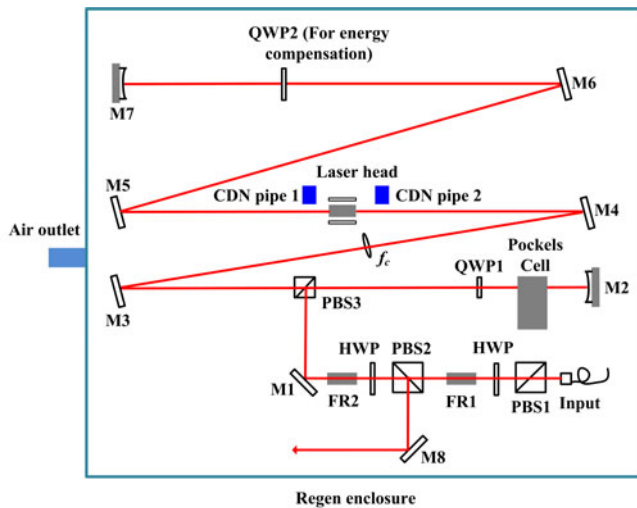 QWP2 (For energy
compensation)
M7
M6
M5
Laser head
CDN pipe 1
CDN pipe 2
M4
Air outlet
fc
Pockels
Cell
QWP1
M3
PBS3
M2
HWP
PBS2
HWP
M1
FR2
FR1
PBS1
Input
M8
Regen enclosure